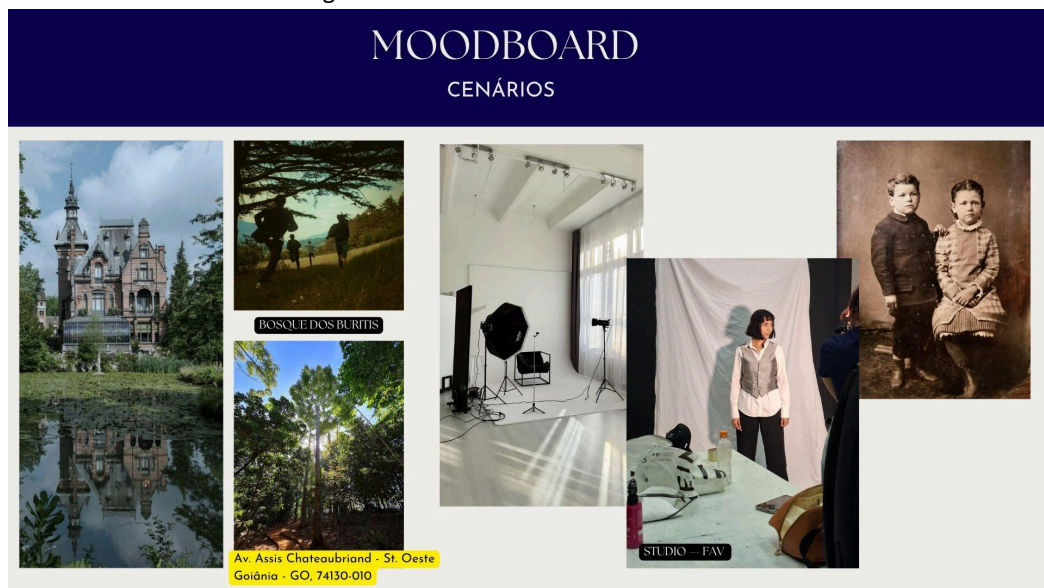 MOODBOARD
CENÁRIOS
BOSQUE DOS BURITIS
Av. Assis Chateaubriand - St. Oeste
Goiânia - GO, 74130-010
STUDIO — FAV